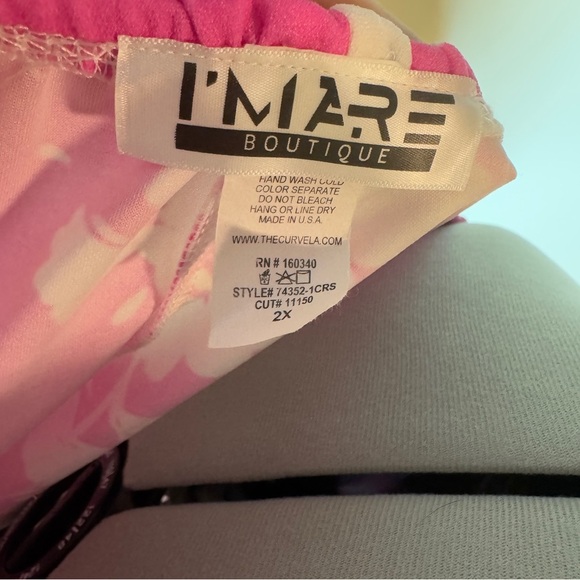 I'MARE
BOUTIQUE
HAND WASH COLD
COLOR SEPARATE
DO NOT BLEACH
HANG OR LINE DRY
MADE IN U.S.A.
WWW.THECURVELA.COM
RN # 160340
STYLE# 74352-1CRS
CUT# 11150
2X